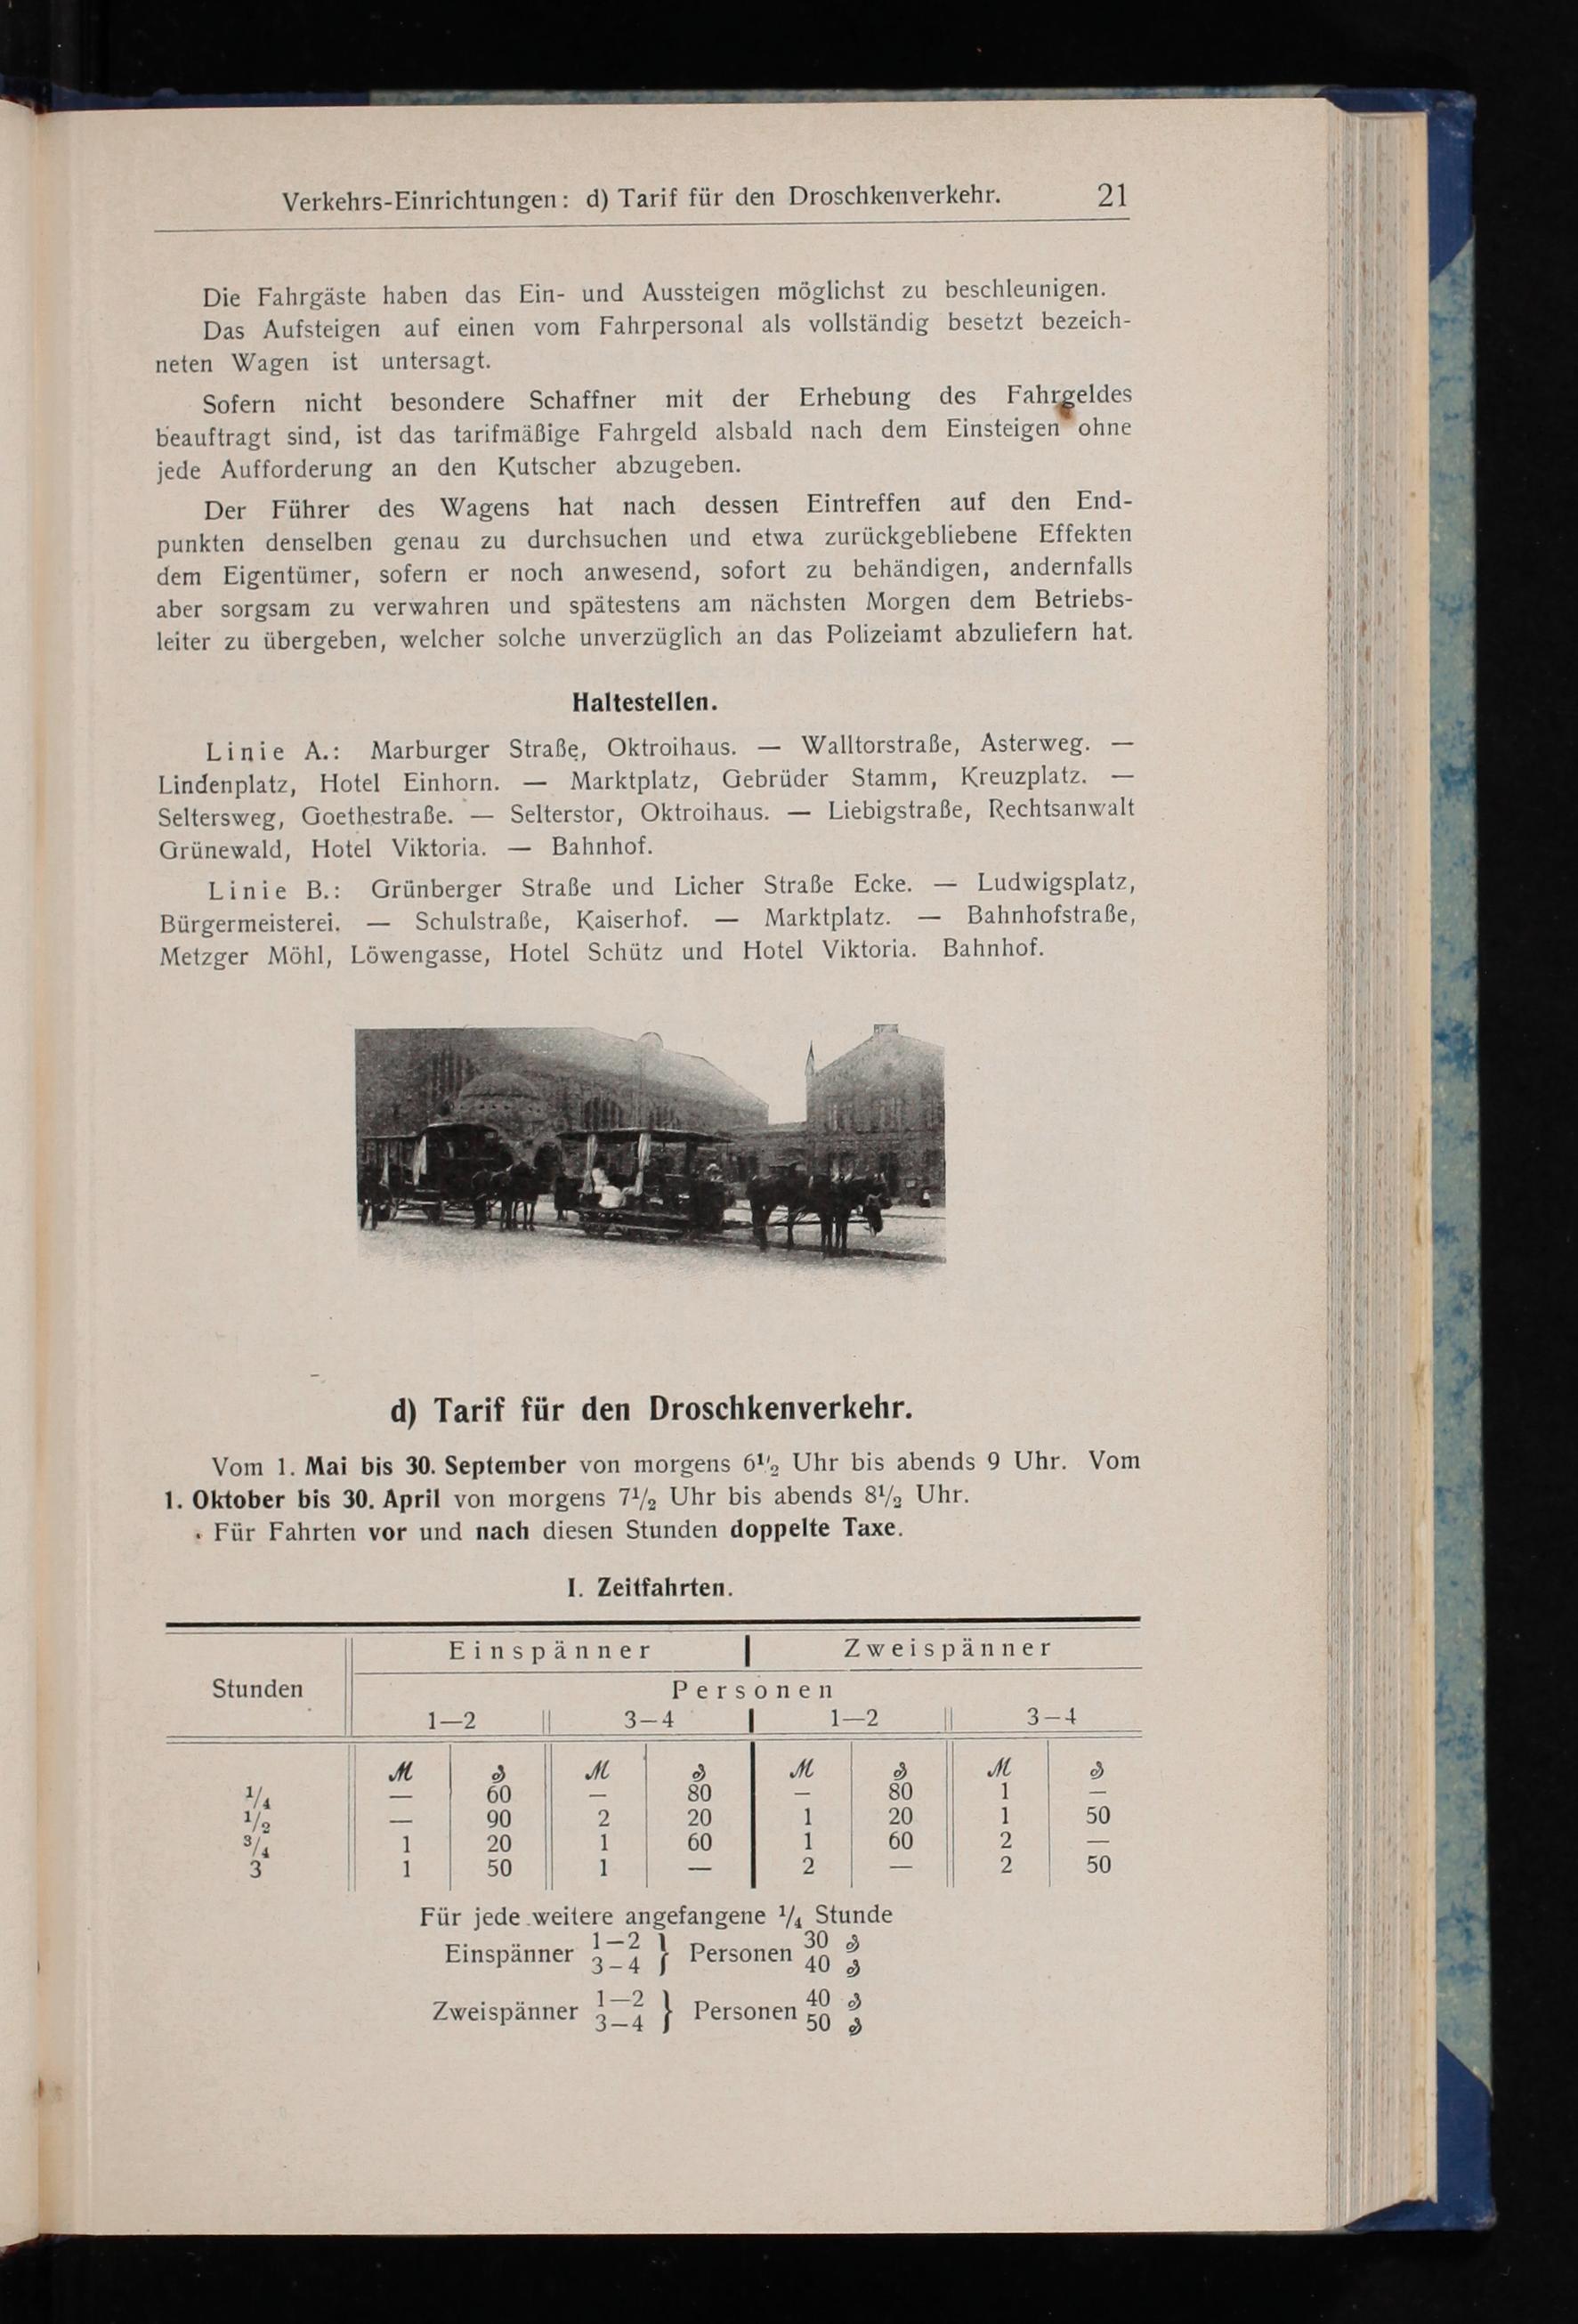 Verkehrs-Einrichtungen: d) Tarif für den Droschkenverkehr. 21
Die Fahrgäste haben das Ein- und Aussteigen möglichst zu beschleunigen.
Das Aufsteigen auf einen vom Fahrpersonal als vollständig besetzt bezeich-
neten Wagen ist untersagt.
Sofern nicht besondere Schaffner mit der Erhebung des Fahrgeldes
beauftragt sind, ist das tarifmäßige Fahrgeld alsbald nach dem Einsteigen ohne
jede Aufforderung an den Kutscher abzugeben.
Der Führer des Wagens hat nach dessen Eintreffen auf den End-
punkten denselben genau zu durchsuchen und etwa zurückgebliebene Effekten
dem Eigentümer, sofern er noch anwesend, sofort zu behändigen, andernfalls
aber sorgsam zu verwahren und spätestens am nächsten Morgen dem Betriebs-
leiter zu übergeben, welcher solche unverzüglich an das Polizeiamt abzuliefern hat.
Haltestellen.
Linie A.: Marburger Straße, Oktroihaus. — Walltorstraße, Asterweg. —
Lindenplatz, Hotel Einhorn. — Marktplatz, Gebrüder Stamm, Kreuzplatz. —
Seltersweg, Goethestraße. — Selterstor, Oktroihaus. — Liebigstraße, Rechtsanwalt
Grünewald, Hotel Viktoria. — Bahnhof.
Linie B.: Grünberger Straße und Licher Straße Ecke. — Ludwigsplatz,
Bürgermeisterei. — Schulstraße, Kaiserhof. — Marktplatz. — Bahnhofstraße,
Metzger Möhl, Löwengasse, Hotel Schütz und Hotel Viktoria. Bahnhof.
d) Tarif für den Droschkenverkehr.
Vom 1. Mai bis 30. September von morgens 6½ Uhr bis abends 9 Uhr. Vom
1. Oktober bis 30. April von morgens 7½ Uhr bis abends 8½ Uhr.
Für Fahrten vor und nach diesen Stunden doppelte Taxe.
I. Zeitfahrten.
Einspänner Zweispänner
Stunden Personen
1—2 3—4 1—2 3—4
ℳ ₰ ℳ ₰ ℳ ₰ ℳ ₰
1/4 — 60 — 80 — 80 1 —
1/2 — 90 2 20 1 20 1 50
3/4 1 20 1 60 1 60 2 —
3 1 50 1 — 2 — 2 50
Für jede weitere angefangene 1/4 Stunde
Einspänner 1—2 } Personen 30 ₰
3—4 40 ₰
Zweispänner 1—2 } Personen 40 ₰
3—4 50 ₰